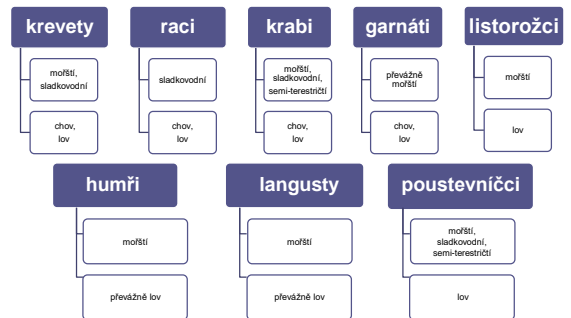 krevety
mořští,
sladkovodní
chov,
lov
raci
sladkovodní
chov,
lov
krabi
mořští,
sladkovodní,
semi-terestričtí
chov,
lov
garnáti
převážně
mořští
chov,
lov
listorožci
mořští
lov
humři
mořští
převážně lov
langusty
mořští
převážně lov
poustevníčci
mořští,
sladkovodní,
semi-terestričtí
lov